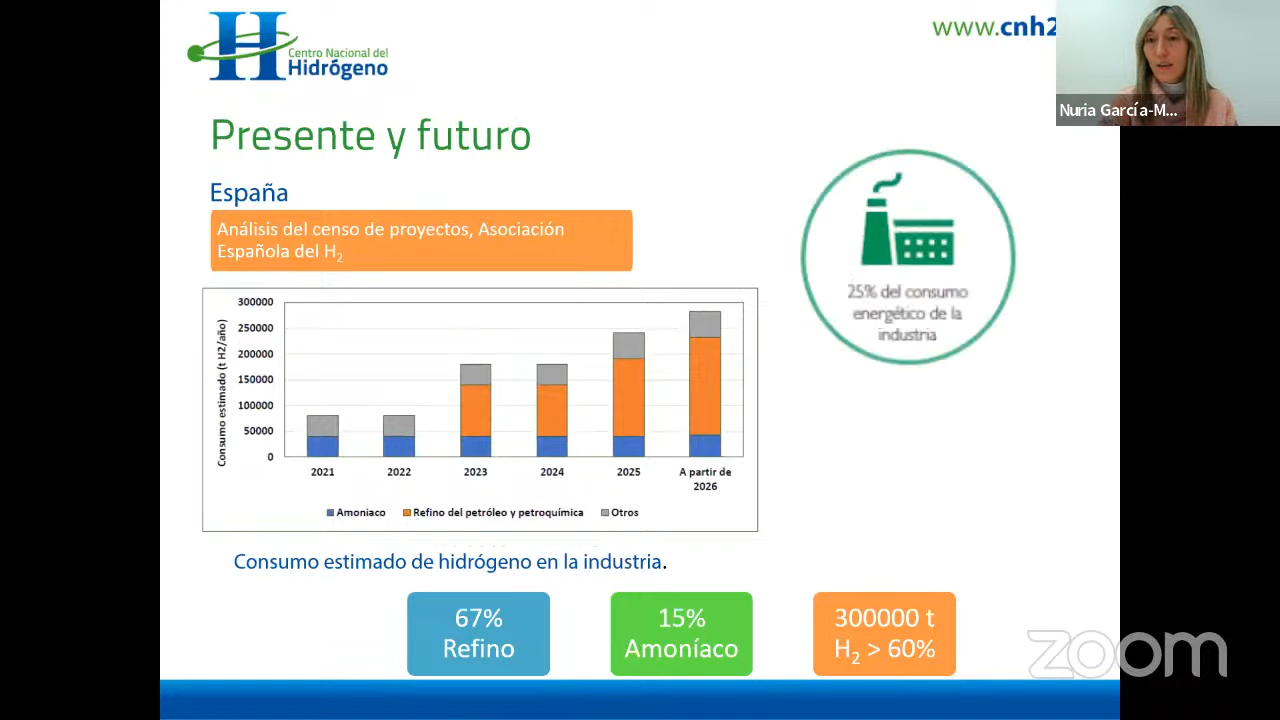 Centro Nacional del
Hidrógeno
www.cnh2
Nuria García-M...
Presente y futuro
España
Análisis del censo de proyectos, Asociación
Española del H2
25% del consumo
energético de la
industria
Consumo estimado (t H2/año)
300000
250000
200000
150000
100000
50000
0
2021
2022
2023
2024
2025
A partir de
2026
Amoniaco
Refino del petróleo y petroquímica
Otros
Consumo estimado de hidrógeno en la industria.
67%
Refino
15%
Amoníaco
300000 t
H2 > 60%
zoom